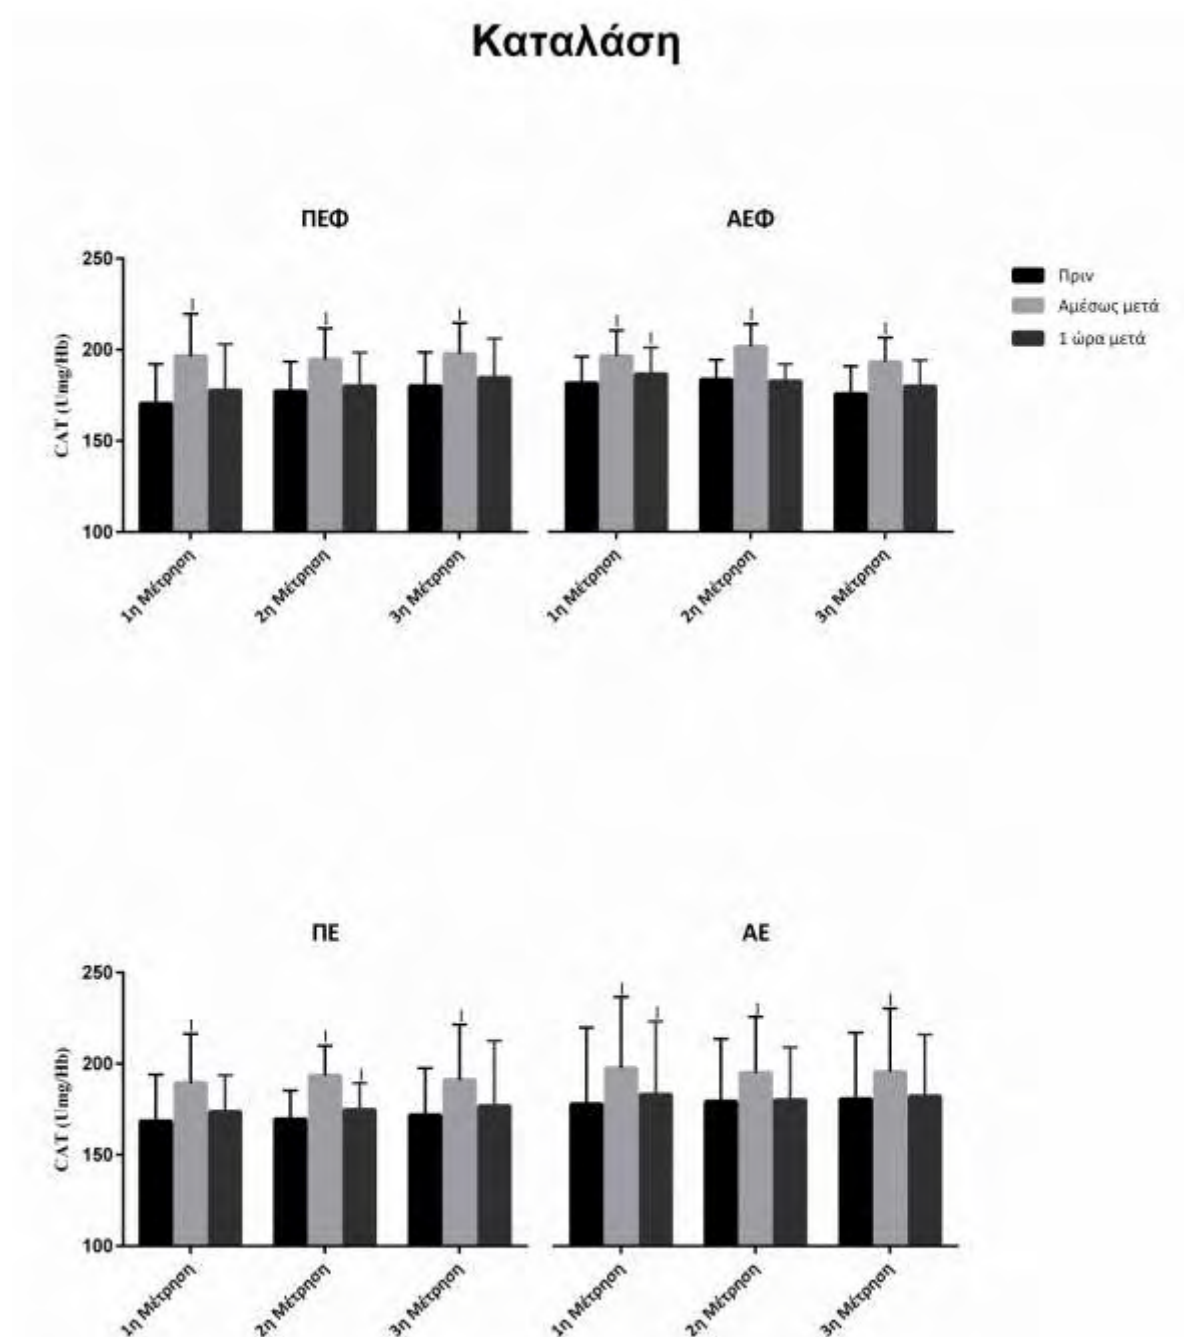 Καταλάση
ΠΕΦ
ΑΕΦ
250
200
150
100
CAT (Umg/Hb)
1η Μέτρηση
2η Μέτρηση
3η Μέτρηση
1η Μέτρηση
2η Μέτρηση
3η Μέτρηση
Πριν
Αμέσως μετά
1 ώρα μετά
ΠΕ
ΑΕ
250
200
150
100
CAT (Umg/Hb)
1η Μέτρηση
2η Μέτρηση
3η Μέτρηση
1η Μέτρηση
2η Μέτρηση
3η Μέτρηση